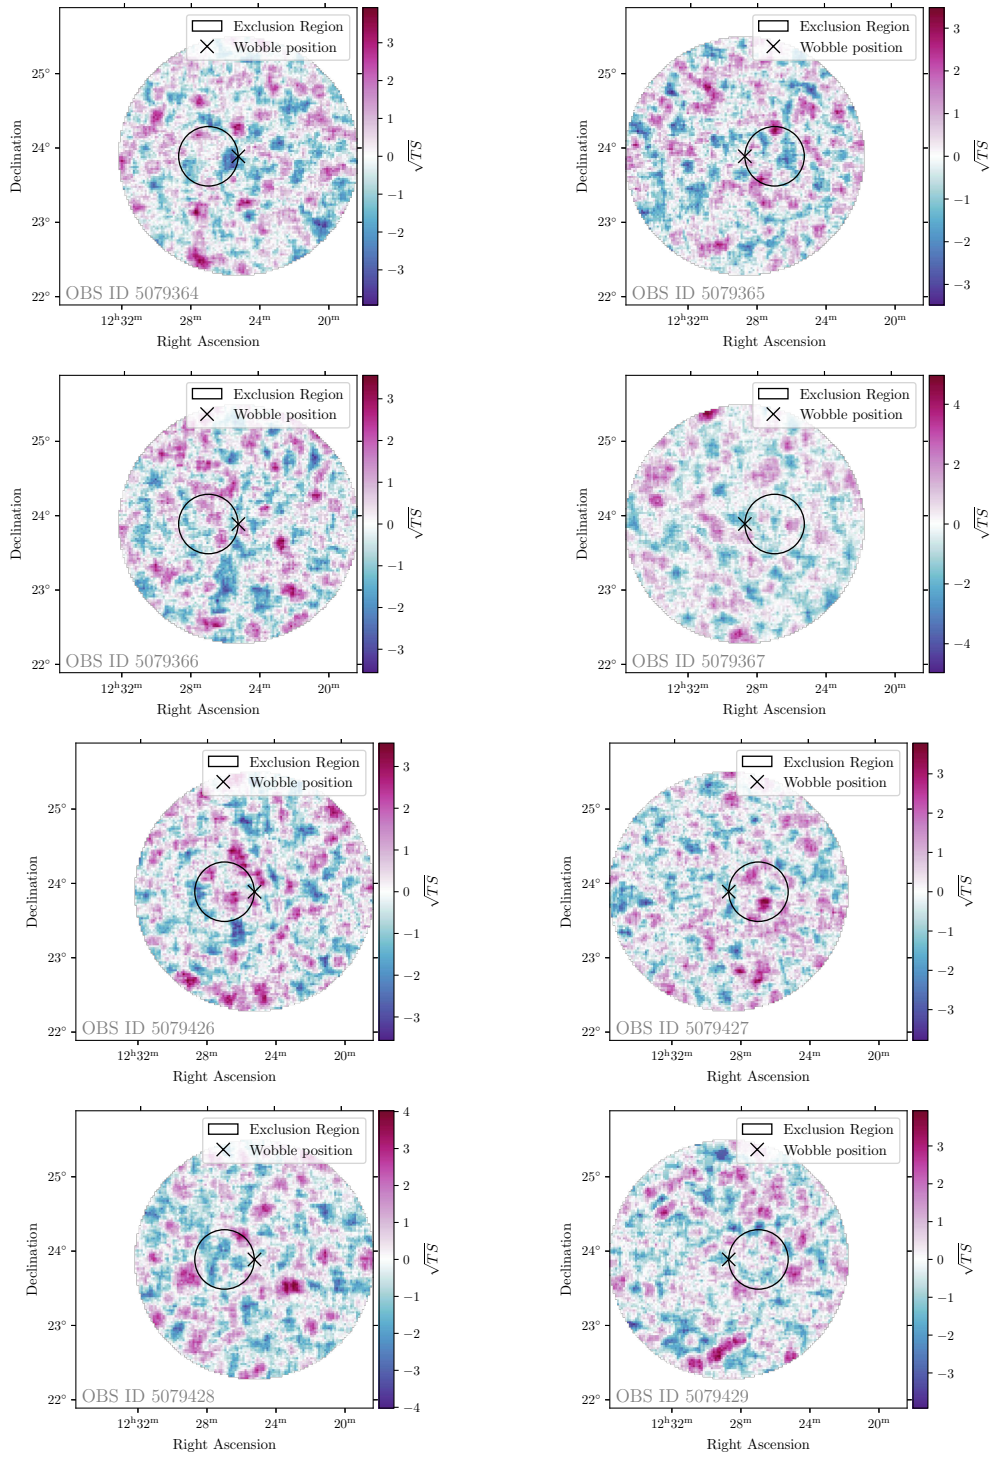 Exclusion Region
Wobble position
25°
24°
23°
22°
Declination
OBS ID 5079364
12ʰ32ᵐ 28ᵐ 24ᵐ 20ᵐ
Right Ascension
3
2
1
0
−1
−2
−3
√TS
Exclusion Region
Wobble position
25°
24°
23°
22°
Declination
OBS ID 5079365
12ʰ32ᵐ 28ᵐ 24ᵐ 20ᵐ
Right Ascension
3
2
1
0
−1
−2
−3
√TS
Exclusion Region
Wobble position
25°
24°
23°
22°
Declination
OBS ID 5079366
12ʰ32ᵐ 28ᵐ 24ᵐ 20ᵐ
Right Ascension
3
2
1
0
−1
−2
−3
√TS
Exclusion Region
Wobble position
25°
24°
23°
22°
Declination
OBS ID 5079367
12ʰ32ᵐ 28ᵐ 24ᵐ 20ᵐ
Right Ascension
4
2
0
−2
−4
√TS
Exclusion Region
Wobble position
25°
24°
23°
22°
Declination
OBS ID 5079426
12ʰ32ᵐ 28ᵐ 24ᵐ 20ᵐ
Right Ascension
3
2
1
0
−1
−2
−3
√TS
Exclusion Region
Wobble position
25°
24°
23°
22°
Declination
OBS ID 5079427
12ʰ32ᵐ 28ᵐ 24ᵐ 20ᵐ
Right Ascension
3
2
1
0
−1
−2
−3
√TS
Exclusion Region
Wobble position
25°
24°
23°
22°
Declination
OBS ID 5079428
12ʰ32ᵐ 28ᵐ 24ᵐ 20ᵐ
Right Ascension
4
3
2
1
0
−1
−2
−3
−4
√TS
Exclusion Region
Wobble position
25°
24°
23°
22°
Declination
OBS ID 5079429
12ʰ32ᵐ 28ᵐ 24ᵐ 20ᵐ
Right Ascension
3
2
1
0
−1
−2
−3
√TS